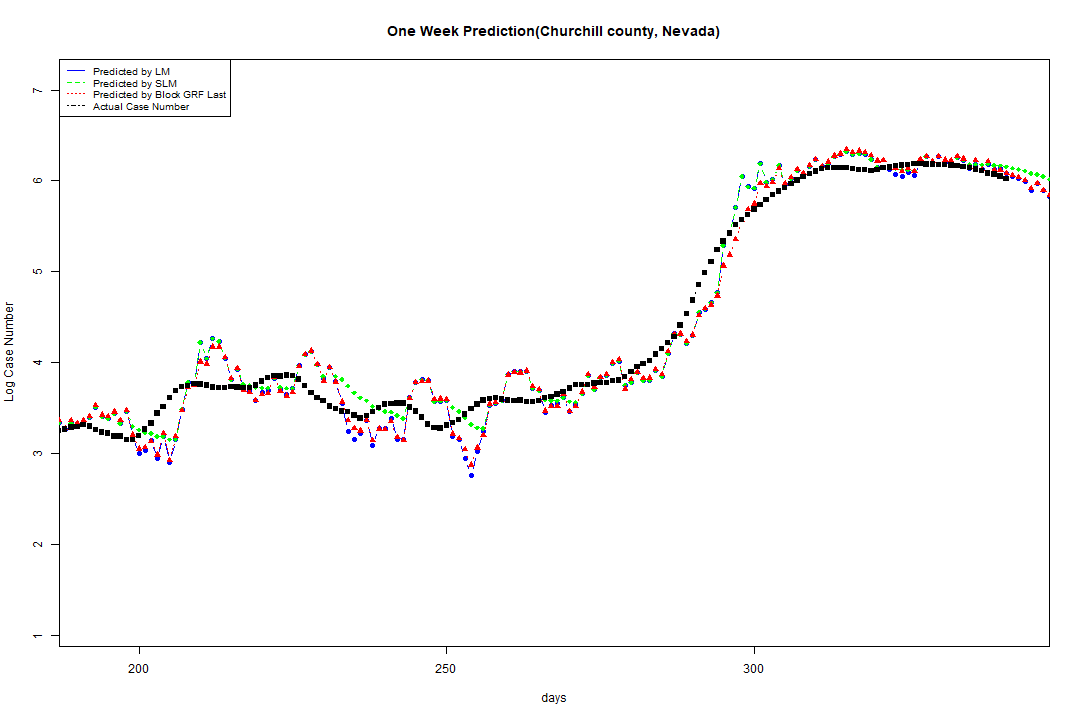 One Week Prediction(Churchill county, Nevada)
Predicted by LM
Predicted by SLM
Predicted by Block GRF Last
Actual Case Number
7
6
5
4
3
2
1
Log Case Number
200
250
300
days